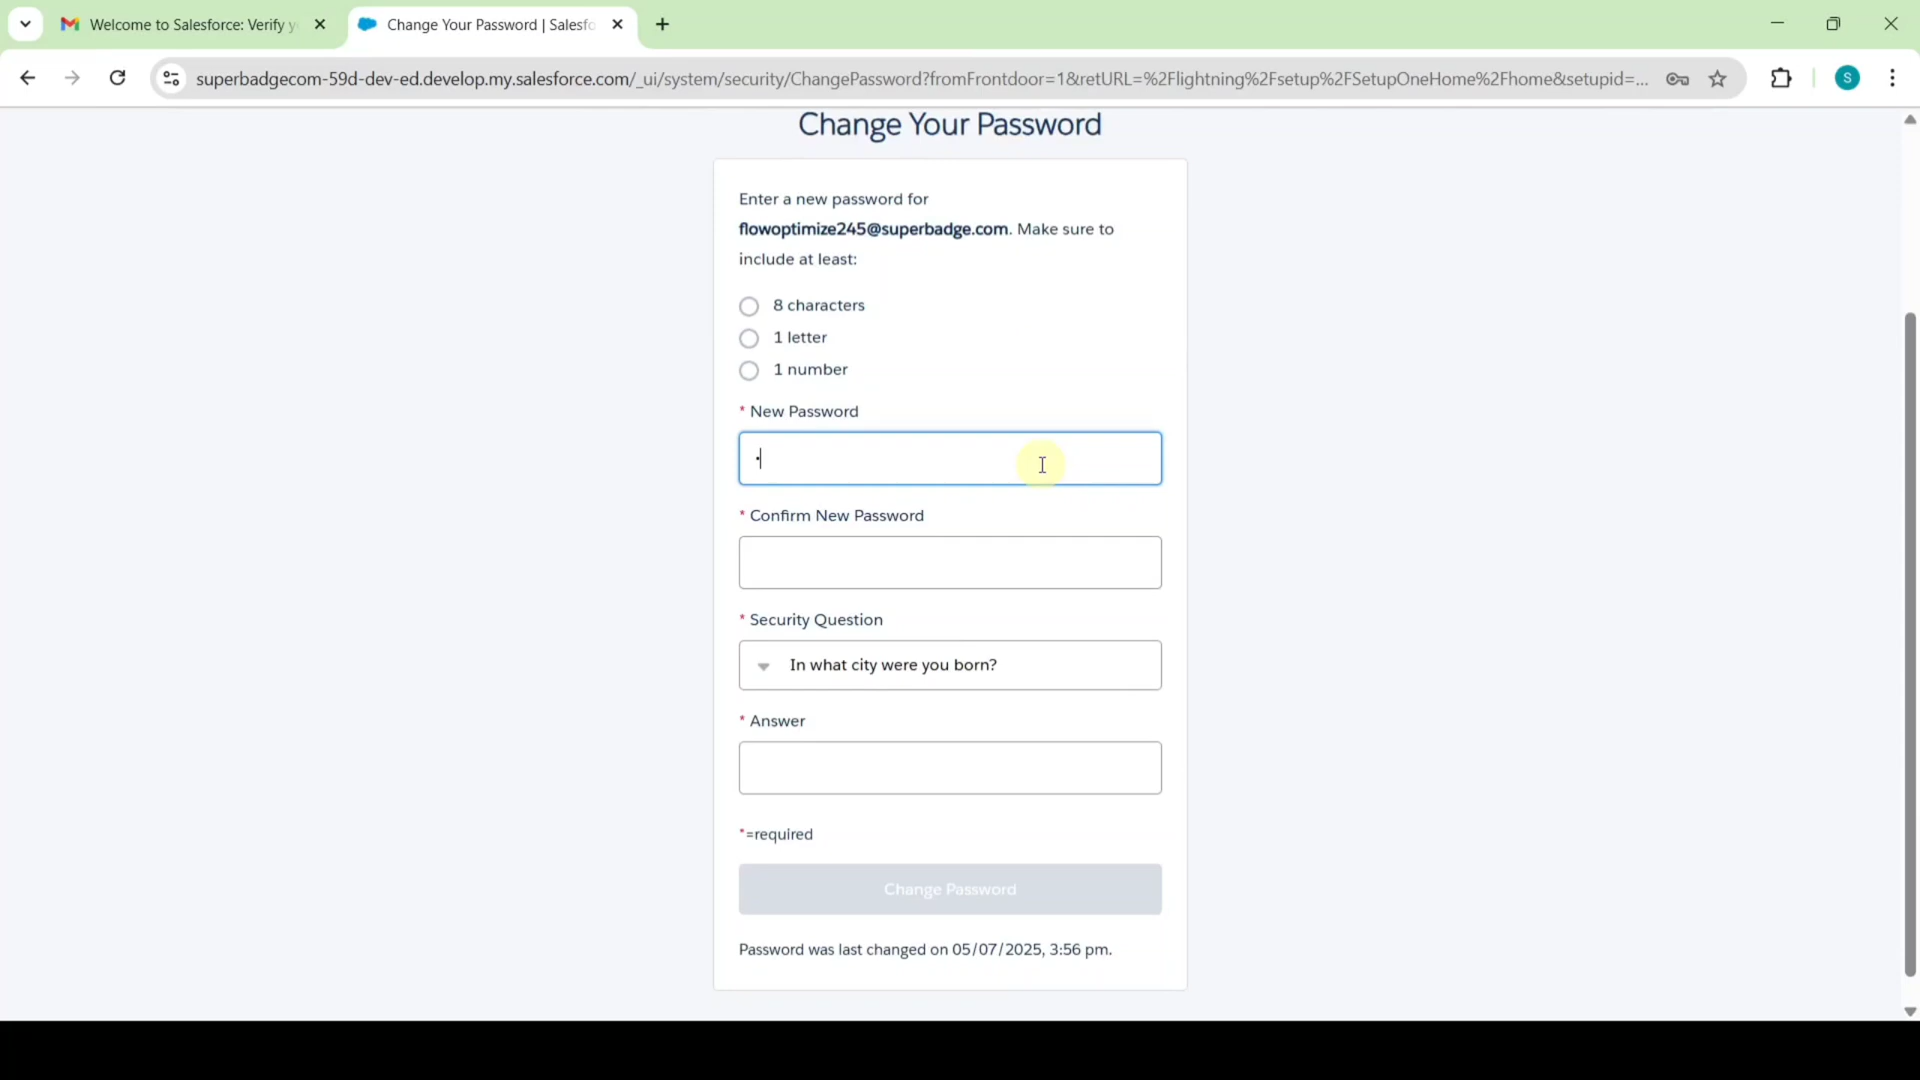 Welcome to Salesforce: Verify y
Change Your Password | Salesfo
superbadgecom-59d-dev-ed.develop.my.salesforce.com/_ui/system/security/ChangePassword?fromFrontdoor=1&retURL=%2Flightning%2Fsetup%2FSetupOneHome%2Fhome&setupid=...
S
Change Your Password
Enter a new password for
flowoptimize245@superbadge.com. Make sure to
include at least:
8 characters
1 letter
1 number
* New Password
* Confirm New Password
* Security Question
In what city were you born?
* Answer
*=required
Change Password
Password was last changed on 05/07/2025, 3:56 pm.